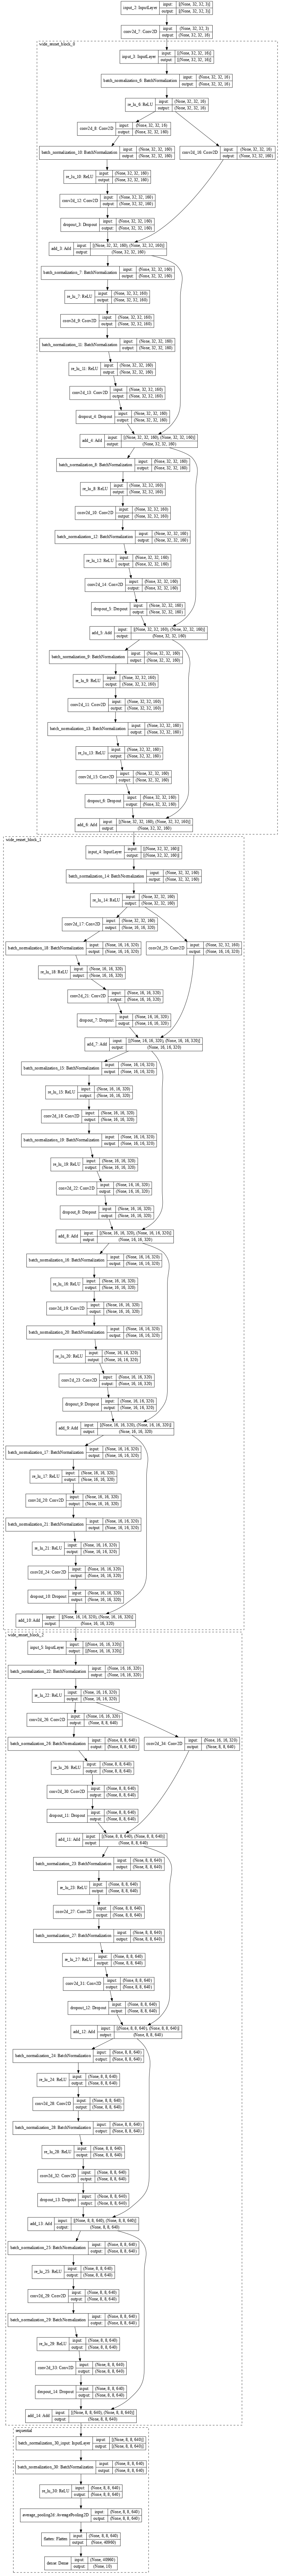 input_2: InputLayer
input: [(None, 32, 32, 3)]
output: [(None, 32, 32, 3)]
conv2d_7: Conv2D
input: (None, 32, 32, 3)
output: (None, 32, 32, 16)
wide_resnet_block_0
input_3: InputLayer
input: [(None, 32, 32, 16)]
output: [(None, 32, 32, 16)]
batch_normalization_6: BatchNormalization
input: (None, 32, 32, 16)
output: (None, 32, 32, 16)
re_lu_6: ReLU
input: (None, 32, 32, 16)
output: (None, 32, 32, 16)
conv2d_8: Conv2D
input: (None, 32, 32, 16)
output: (None, 32, 32, 160)
batch_normalization_10: BatchNormalization
input: (None, 32, 32, 160)
output: (None, 32, 32, 160)
conv2d_16: Conv2D
input: (None, 32, 32, 16)
output: (None, 32, 32, 160)
re_lu_10: ReLU
input: (None, 32, 32, 160)
output: (None, 32, 32, 160)
conv2d_12: Conv2D
input: (None, 32, 32, 160)
output: (None, 32, 32, 160)
dropout_3: Dropout
input: (None, 32, 32, 160)
output: (None, 32, 32, 160)
add_3: Add
input: [(None, 32, 32, 160), (None, 32, 32, 160)]
output: (None, 32, 32, 160)
batch_normalization_7: BatchNormalization
input: (None, 32, 32, 160)
output: (None, 32, 32, 160)
re_lu_7: ReLU
input: (None, 32, 32, 160)
output: (None, 32, 32, 160)
conv2d_9: Conv2D
input: (None, 32, 32, 160)
output: (None, 32, 32, 160)
batch_normalization_11: BatchNormalization
input: (None, 32, 32, 160)
output: (None, 32, 32, 160)
re_lu_11: ReLU
input: (None, 32, 32, 160)
output: (None, 32, 32, 160)
conv2d_13: Conv2D
input: (None, 32, 32, 160)
output: (None, 32, 32, 160)
dropout_4: Dropout
input: (None, 32, 32, 160)
output: (None, 32, 32, 160)
add_4: Add
input: [(None, 32, 32, 160), (None, 32, 32, 160)]
output: (None, 32, 32, 160)
batch_normalization_8: BatchNormalization
input: (None, 32, 32, 160)
output: (None, 32, 32, 160)
re_lu_8: ReLU
input: (None, 32, 32, 160)
output: (None, 32, 32, 160)
conv2d_10: Conv2D
input: (None, 32, 32, 160)
output: (None, 32, 32, 160)
batch_normalization_12: BatchNormalization
input: (None, 32, 32, 160)
output: (None, 32, 32, 160)
re_lu_12: ReLU
input: (None, 32, 32, 160)
output: (None, 32, 32, 160)
conv2d_14: Conv2D
input: (None, 32, 32, 160)
output: (None, 32, 32, 160)
dropout_5: Dropout
input: (None, 32, 32, 160)
output: (None, 32, 32, 160)
add_5: Add
input: [(None, 32, 32, 160), (None, 32, 32, 160)]
output: (None, 32, 32, 160)
batch_normalization_9: BatchNormalization
input: (None, 32, 32, 160)
output: (None, 32, 32, 160)
re_lu_9: ReLU
input: (None, 32, 32, 160)
output: (None, 32, 32, 160)
conv2d_11: Conv2D
input: (None, 32, 32, 160)
output: (None, 32, 32, 160)
batch_normalization_13: BatchNormalization
input: (None, 32, 32, 160)
output: (None, 32, 32, 160)
re_lu_13: ReLU
input: (None, 32, 32, 160)
output: (None, 32, 32, 160)
conv2d_15: Conv2D
input: (None, 32, 32, 160)
output: (None, 32, 32, 160)
dropout_6: Dropout
input: (None, 32, 32, 160)
output: (None, 32, 32, 160)
add_6: Add
input: [(None, 32, 32, 160), (None, 32, 32, 160)]
output: (None, 32, 32, 160)
wide_resnet_block_1
input_4: InputLayer
input: [(None, 32, 32, 160)]
output: [(None, 32, 32, 160)]
batch_normalization_14: BatchNormalization
input: (None, 32, 32, 160)
output: (None, 32, 32, 160)
re_lu_14: ReLU
input: (None, 32, 32, 160)
output: (None, 32, 32, 160)
conv2d_17: Conv2D
input: (None, 32, 32, 160)
output: (None, 16, 16, 320)
batch_normalization_18: BatchNormalization
input: (None, 16, 16, 320)
output: (None, 16, 16, 320)
conv2d_25: Conv2D
input: (None, 32, 32, 160)
output: (None, 16, 16, 320)
re_lu_18: ReLU
input: (None, 16, 16, 320)
output: (None, 16, 16, 320)
conv2d_21: Conv2D
input: (None, 16, 16, 320)
output: (None, 16, 16, 320)
dropout_7: Dropout
input: (None, 16, 16, 320)
output: (None, 16, 16, 320)
add_7: Add
input: [(None, 16, 16, 320), (None, 16, 16, 320)]
output: (None, 16, 16, 320)
batch_normalization_15: BatchNormalization
input: (None, 16, 16, 320)
output: (None, 16, 16, 320)
re_lu_15: ReLU
input: (None, 16, 16, 320)
output: (None, 16, 16, 320)
conv2d_18: Conv2D
input: (None, 16, 16, 320)
output: (None, 16, 16, 320)
batch_normalization_19: BatchNormalization
input: (None, 16, 16, 320)
output: (None, 16, 16, 320)
re_lu_19: ReLU
input: (None, 16, 16, 320)
output: (None, 16, 16, 320)
conv2d_22: Conv2D
input: (None, 16, 16, 320)
output: (None, 16, 16, 320)
dropout_8: Dropout
input: (None, 16, 16, 320)
output: (None, 16, 16, 320)
add_8: Add
input: [(None, 16, 16, 320), (None, 16, 16, 320)]
output: (None, 16, 16, 320)
batch_normalization_16: BatchNormalization
input: (None, 16, 16, 320)
output: (None, 16, 16, 320)
re_lu_16: ReLU
input: (None, 16, 16, 320)
output: (None, 16, 16, 320)
conv2d_19: Conv2D
input: (None, 16, 16, 320)
output: (None, 16, 16, 320)
batch_normalization_20: BatchNormalization
input: (None, 16, 16, 320)
output: (None, 16, 16, 320)
re_lu_20: ReLU
input: (None, 16, 16, 320)
output: (None, 16, 16, 320)
conv2d_23: Conv2D
input: (None, 16, 16, 320)
output: (None, 16, 16, 320)
dropout_9: Dropout
input: (None, 16, 16, 320)
output: (None, 16, 16, 320)
add_9: Add
input: [(None, 16, 16, 320), (None, 16, 16, 320)]
output: (None, 16, 16, 320)
batch_normalization_17: BatchNormalization
input: (None, 16, 16, 320)
output: (None, 16, 16, 320)
re_lu_17: ReLU
input: (None, 16, 16, 320)
output: (None, 16, 16, 320)
conv2d_20: Conv2D
input: (None, 16, 16, 320)
output: (None, 16, 16, 320)
batch_normalization_21: BatchNormalization
input: (None, 16, 16, 320)
output: (None, 16, 16, 320)
re_lu_21: ReLU
input: (None, 16, 16, 320)
output: (None, 16, 16, 320)
conv2d_24: Conv2D
input: (None, 16, 16, 320)
output: (None, 16, 16, 320)
dropout_10: Dropout
input: (None, 16, 16, 320)
output: (None, 16, 16, 320)
add_10: Add
input: [(None, 16, 16, 320), (None, 16, 16, 320)]
output: (None, 16, 16, 320)
wide_resnet_block_2
input_5: InputLayer
input: [(None, 16, 16, 320)]
output: [(None, 16, 16, 320)]
batch_normalization_22: BatchNormalization
input: (None, 16, 16, 320)
output: (None, 16, 16, 320)
re_lu_22: ReLU
input: (None, 16, 16, 320)
output: (None, 16, 16, 320)
conv2d_26: Conv2D
input: (None, 16, 16, 320)
output: (None, 8, 8, 640)
batch_normalization_26: BatchNormalization
input: (None, 8, 8, 640)
output: (None, 8, 8, 640)
conv2d_34: Conv2D
input: (None, 16, 16, 320)
output: (None, 8, 8, 640)
re_lu_26: ReLU
input: (None, 8, 8, 640)
output: (None, 8, 8, 640)
conv2d_30: Conv2D
input: (None, 8, 8, 640)
output: (None, 8, 8, 640)
dropout_11: Dropout
input: (None, 8, 8, 640)
output: (None, 8, 8, 640)
add_11: Add
input: [(None, 8, 8, 640), (None, 8, 8, 640)]
output: (None, 8, 8, 640)
batch_normalization_23: BatchNormalization
input: (None, 8, 8, 640)
output: (None, 8, 8, 640)
re_lu_23: ReLU
input: (None, 8, 8, 640)
output: (None, 8, 8, 640)
conv2d_27: Conv2D
input: (None, 8, 8, 640)
output: (None, 8, 8, 640)
batch_normalization_27: BatchNormalization
input: (None, 8, 8, 640)
output: (None, 8, 8, 640)
re_lu_27: ReLU
input: (None, 8, 8, 640)
output: (None, 8, 8, 640)
conv2d_31: Conv2D
input: (None, 8, 8, 640)
output: (None, 8, 8, 640)
dropout_12: Dropout
input: (None, 8, 8, 640)
output: (None, 8, 8, 640)
add_12: Add
input: [(None, 8, 8, 640), (None, 8, 8, 640)]
output: (None, 8, 8, 640)
batch_normalization_24: BatchNormalization
input: (None, 8, 8, 640)
output: (None, 8, 8, 640)
re_lu_24: ReLU
input: (None, 8, 8, 640)
output: (None, 8, 8, 640)
conv2d_28: Conv2D
input: (None, 8, 8, 640)
output: (None, 8, 8, 640)
batch_normalization_28: BatchNormalization
input: (None, 8, 8, 640)
output: (None, 8, 8, 640)
re_lu_28: ReLU
input: (None, 8, 8, 640)
output: (None, 8, 8, 640)
conv2d_32: Conv2D
input: (None, 8, 8, 640)
output: (None, 8, 8, 640)
dropout_13: Dropout
input: (None, 8, 8, 640)
output: (None, 8, 8, 640)
add_13: Add
input: [(None, 8, 8, 640), (None, 8, 8, 640)]
output: (None, 8, 8, 640)
batch_normalization_25: BatchNormalization
input: (None, 8, 8, 640)
output: (None, 8, 8, 640)
re_lu_25: ReLU
input: (None, 8, 8, 640)
output: (None, 8, 8, 640)
conv2d_29: Conv2D
input: (None, 8, 8, 640)
output: (None, 8, 8, 640)
batch_normalization_29: BatchNormalization
input: (None, 8, 8, 640)
output: (None, 8, 8, 640)
re_lu_29: ReLU
input: (None, 8, 8, 640)
output: (None, 8, 8, 640)
conv2d_33: Conv2D
input: (None, 8, 8, 640)
output: (None, 8, 8, 640)
dropout_14: Dropout
input: (None, 8, 8, 640)
output: (None, 8, 8, 640)
add_14: Add
input: [(None, 8, 8, 640), (None, 8, 8, 640)]
output: (None, 8, 8, 640)
sequential
batch_normalization_30_input: InputLayer
input: [(None, 8, 8, 640)]
output: [(None, 8, 8, 640)]
batch_normalization_30: BatchNormalization
input: (None, 8, 8, 640)
output: (None, 8, 8, 640)
re_lu_30: ReLU
input: (None, 8, 8, 640)
output: (None, 8, 8, 640)
average_pooling2d: AveragePooling2D
input: (None, 8, 8, 640)
output: (None, 8, 8, 640)
flatten: Flatten
input: (None, 8, 8, 640)
output: (None, 40960)
dense: Dense
input: (None, 40960)
output: (None, 10)